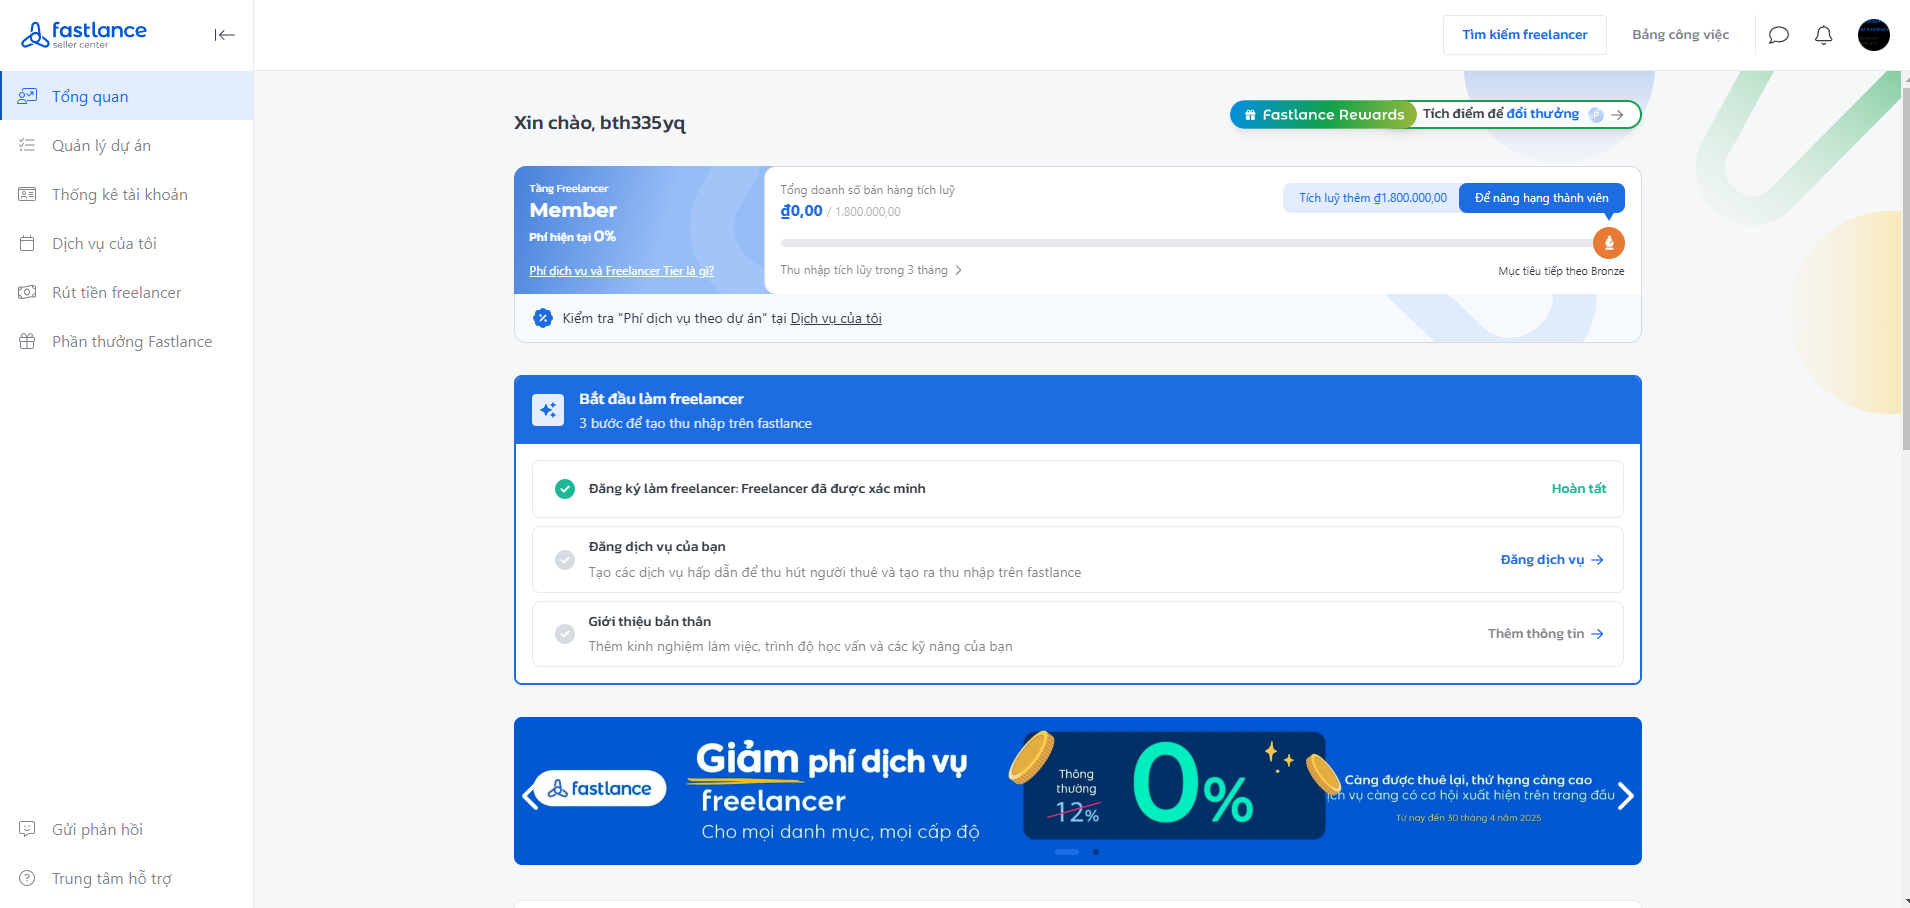 fastlance
seller center
Tìm kiếm freelancer
Bảng công việc
Tổng quan
Quản lý dự án
Thống kê tài khoản
Dịch vụ của tôi
Rút tiền freelancer
Phần thưởng Fastlance
Gửi phản hồi
Trung tâm hỗ trợ
Xin chào, bth335yq
Fastlance Rewards
Tích điểm để đổi thưởng
Tầng Freelancer
Member
Phí hiện tại 0%
Phí dịch vụ và Freelancer Tier là gì?
Tổng doanh số bán hàng tích luỹ
₫0,00 / 1.800.000,00
Tích luỹ thêm ₫1.800.000,00
Để nâng hạng thành viên
Thu nhập tích lũy trong 3 tháng
Mục tiêu tiếp theo Bronze
Kiểm tra "Phí dịch vụ theo dự án" tại Dịch vụ của tôi
Bắt đầu làm freelancer
3 bước để tạo thu nhập trên fastlance
Đăng ký làm freelancer: Freelancer đã được xác minh
Hoàn tất
Đăng dịch vụ của bạn
Tạo các dịch vụ hấp dẫn để thu hút người thuê và tạo ra thu nhập trên fastlance
Đăng dịch vụ
Giới thiệu bản thân
Thêm kinh nghiệm làm việc, trình độ học vấn và các kỹ năng của bạn
Thêm thông tin
fastlance
Giảm phí dịch vụ
freelancer
Cho mọi danh mục, mọi cấp độ
Thông
thường
12%
0%
Càng được thuê lại, thứ hạng càng cao
ịch vụ càng có cơ hội xuất hiện trên trang đầu
Từ nay đến 30 tháng 4 năm 2025